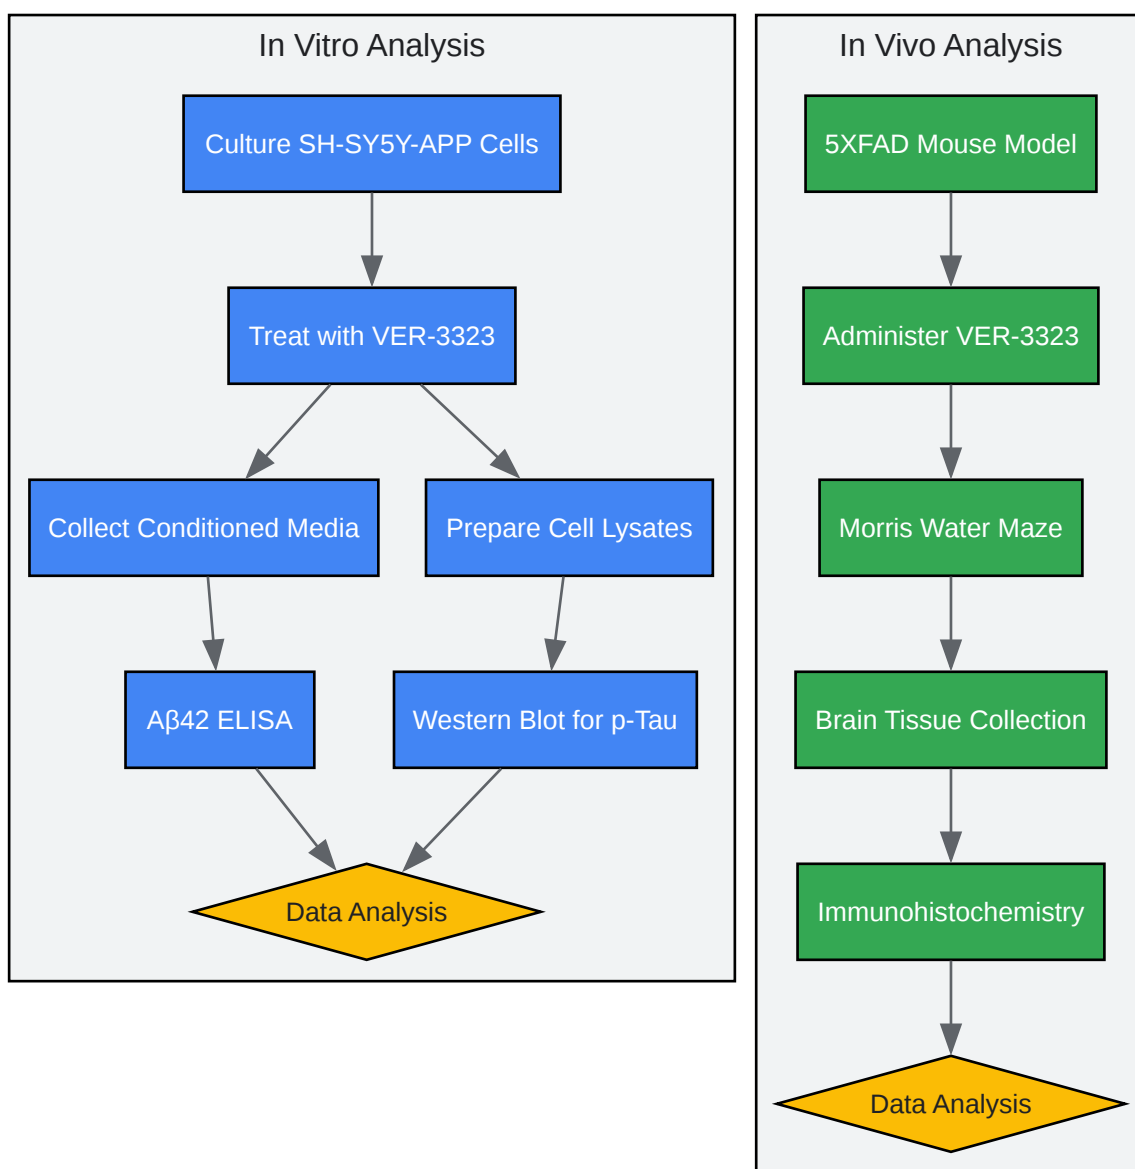 In Vitro Analysis
Culture SH-SY5Y-APP Cells
Treat with VER-3323
Collect Conditioned Media
Prepare Cell Lysates
Aβ42 ELISA
Western Blot for p-Tau
Data Analysis
In Vivo Analysis
5XFAD Mouse Model
Administer VER-3323
Morris Water Maze
Brain Tissue Collection
Immunohistochemistry
Data Analysis